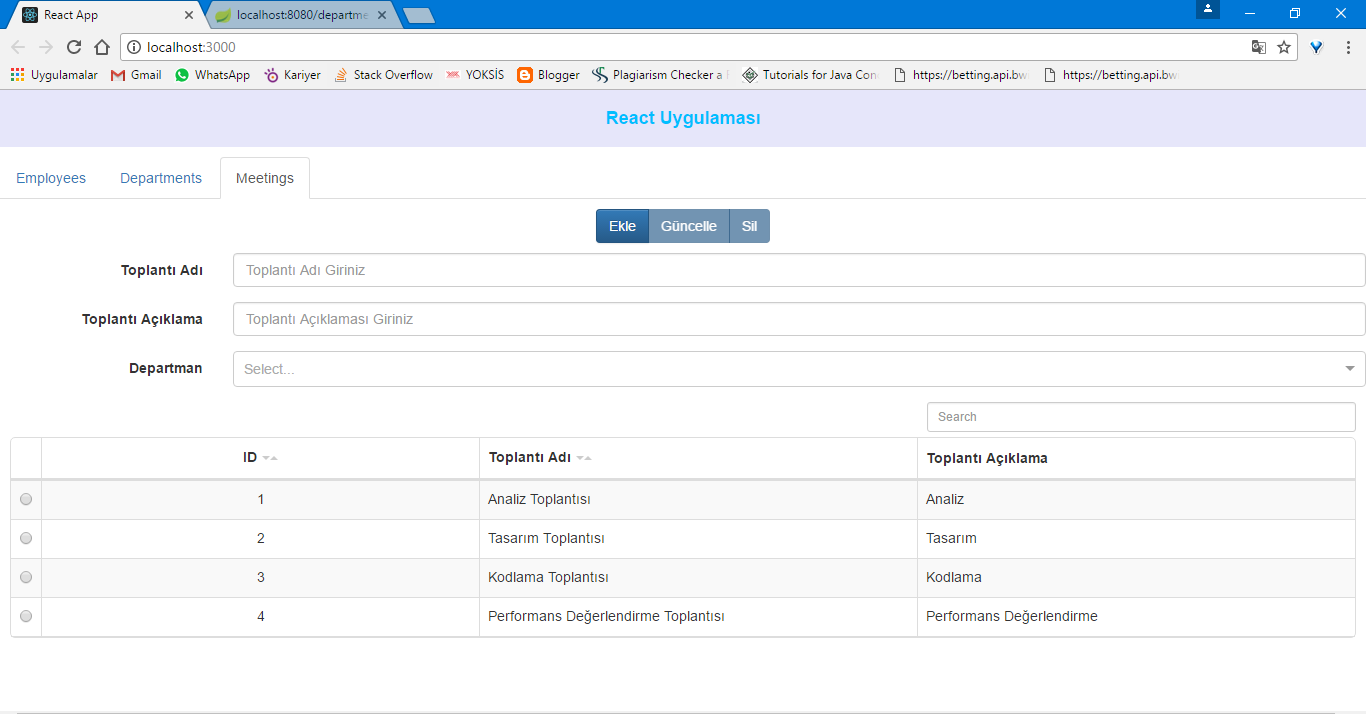 React App
localhost:8080/departme
localhost:3000
Uygulamalar Gmail WhatsApp Kariyer Stack Overflow YOKSİS Blogger Plagiarism Checker a Tutorials for Java Con https://betting.api.bw https://betting.api.bw
React Uygulaması
Employees Departments Meetings
Ekle Güncelle Sil
Toplantı Adı Toplantı Adı Giriniz
Toplantı Açıklama Toplantı Açıklaması Giriniz
Departman Select...
Search
ID Toplantı Adı Toplantı Açıklama
1 Analiz Toplantısı Analiz
2 Tasarım Toplantısı Tasarım
3 Kodlama Toplantısı Kodlama
4 Performans Değerlendirme Toplantısı Performans Değerlendirme